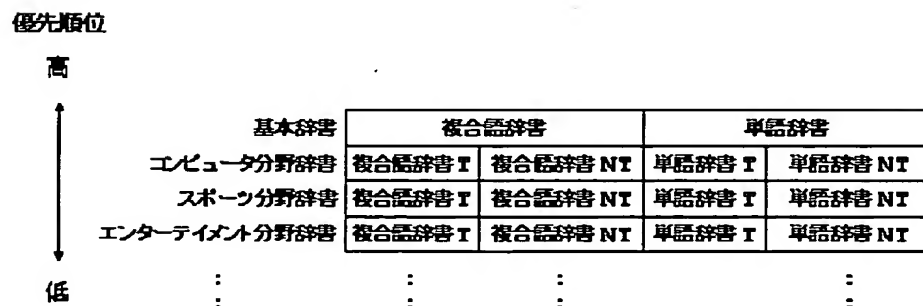 優先順位
高
基本辞書 複合語辞書 単語辞書
コンピュータ分野辞書 複合語辞書T 複合語辞書NT 単語辞書T 単語辞書NT
スポーツ分野辞書 複合語辞書T 複合語辞書NT 単語辞書T 単語辞書NT
エンターテイメント分野辞書 複合語辞書T 複合語辞書NT 単語辞書T 単語辞書NT
低 : : : :